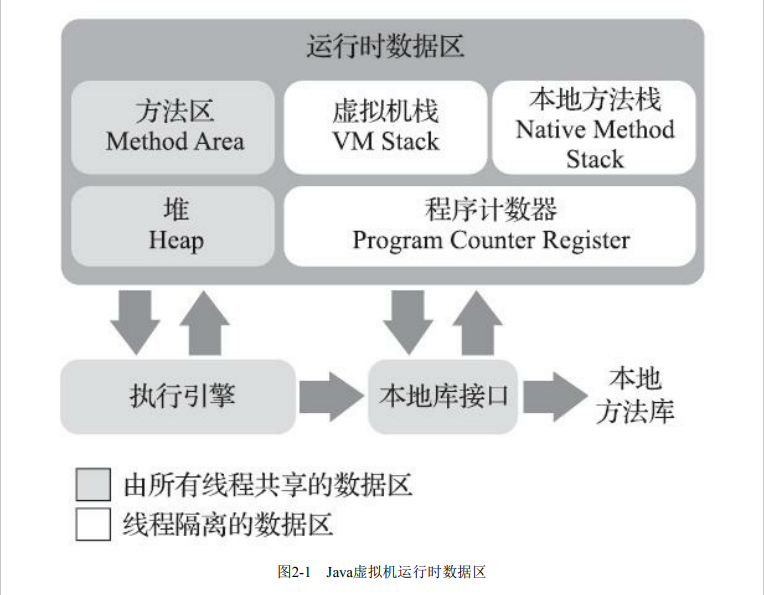 运行时数据区
方法区
Method Area
虚拟机栈
VM Stack
本地方法栈
Native Method
Stack
堆
Heap
程序计数器
Program Counter Register
执行引擎
本地库接口
本地
方法库
由所有线程共享的数据区
线程隔离的数据区
图2-1 Java虚拟机运行时数据区